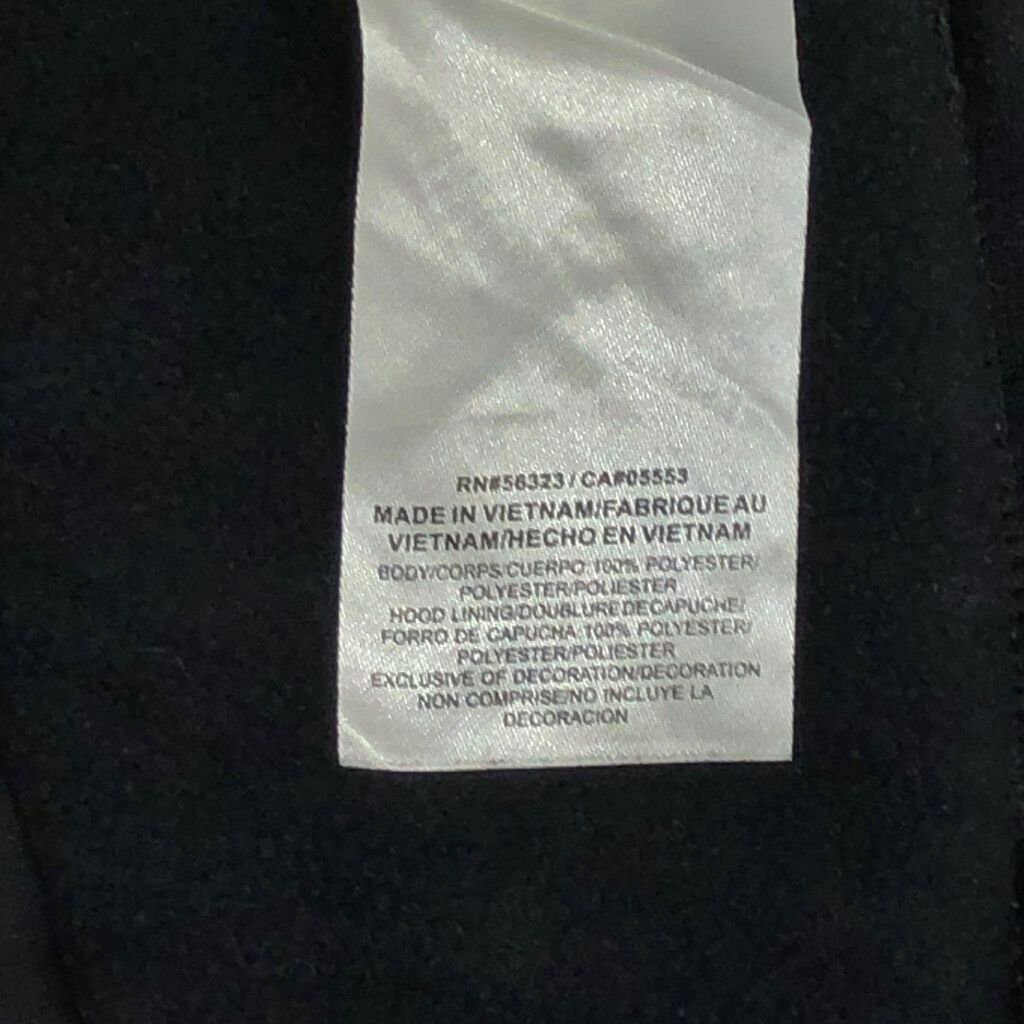 RN#56323 / CA#05553
MADE IN VIETNAM/FABRIQUE AU
VIETNAM/HECHO EN VIETNAM
BODY/CORPS/CUERPO 100% POLYESTER/
POLYESTER/POLIESTER
HOOD LINING/DOUBLURE DE CAPUCHE/
FORRO DE CAPUCHA 100% POLYESTER/
POLYESTER/POLIESTER
EXCLUSIVE OF DECORATION/DECORATION
NON COMPRISE/NO INCLUYE LA
DECORACION